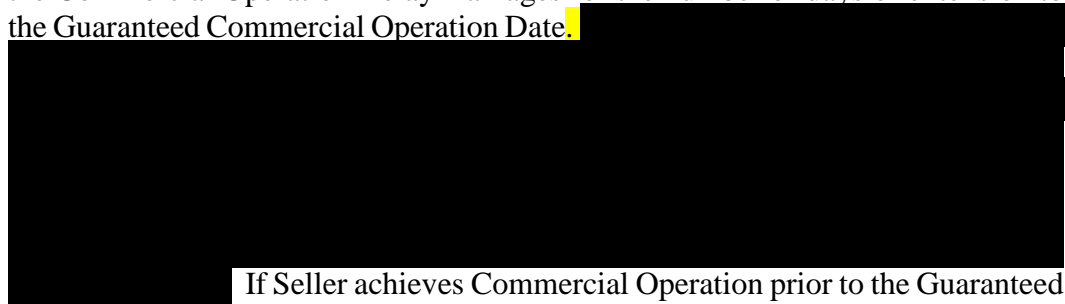 the Guaranteed Commercial Operation Date.
If Seller achieves Commercial Operation prior to the Guaranteed